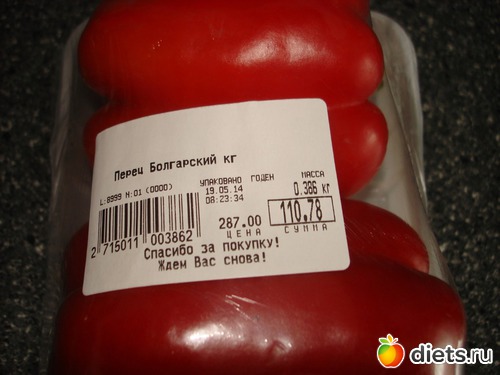 Перец Болгарский кг
L:8999 Н:01 (0000)
УПАКОВАНО ГОДЕН МАССА
19.05.14 0.386 кг
08:23:34
287.00 110.78
ЦЕНА СУММА
2 715011 003862
Спасибо за покупку!
Ждем Вас снова!
diets.ru